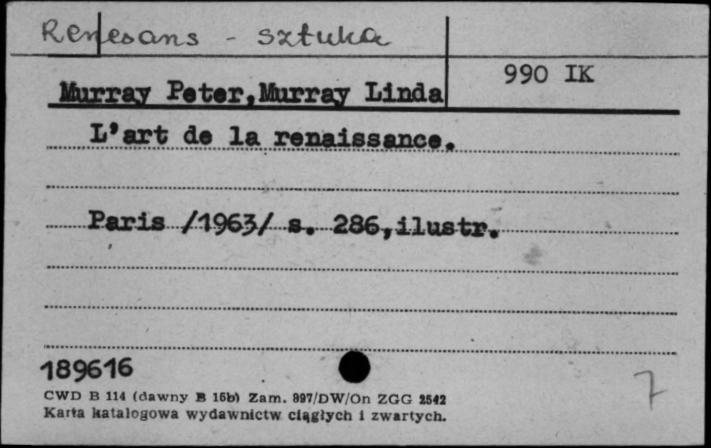 Renesans - sztuka
990 IK
Murray Peter, Murray Linda
L'art de la renaissance.
Paris /1963/ s. 286, ilustr.
189616
7
CWD B 114 (dawny B 16b) Zam. 897/DW/On ZGG 2542
Karta katalogowa wydawnictw ciągłych i zwartych.